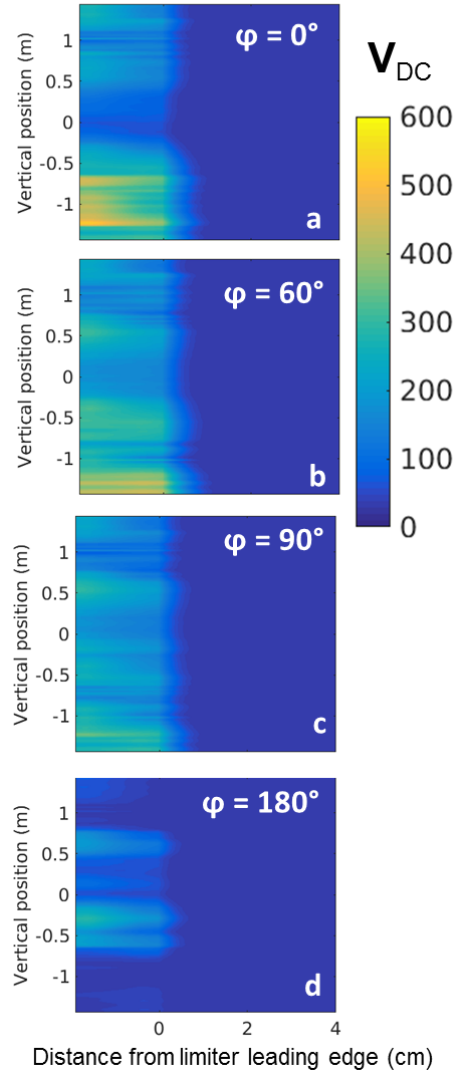 φ = 0°
V_DC
Vertical position (m)
1
0.5
0
-0.5
-1
a
600
500
400
300
200
100
0
φ = 60°
Vertical position (m)
1
0.5
0
-0.5
-1
b
φ = 90°
Vertical position (m)
1
0.5
0
-0.5
-1
c
φ = 180°
Vertical position (m)
1
0.5
0
-0.5
-1
d
0
2
4
Distance from limiter leading edge (cm)